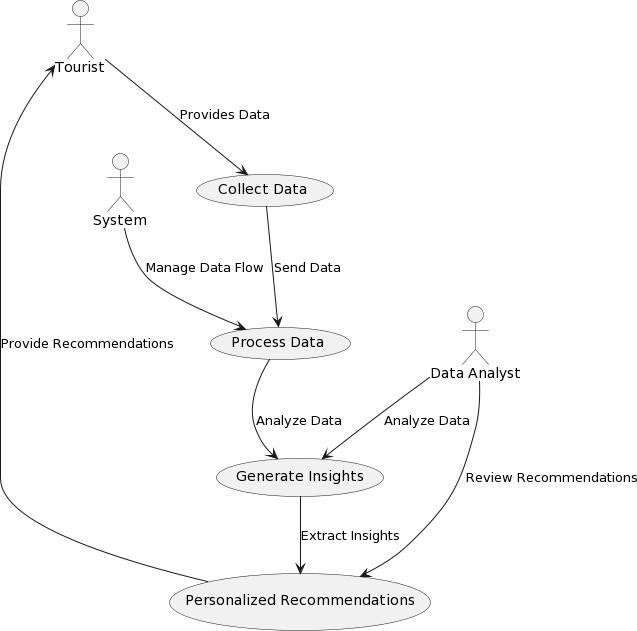 Tourist
Provides Data
Collect Data
System
Manage Data Flow
Send Data
Process Data
Provide Recommendations
Data Analyst
Analyze Data
Analyze Data
Generate Insights
Review Recommendations
Extract Insights
Personalized Recommendations